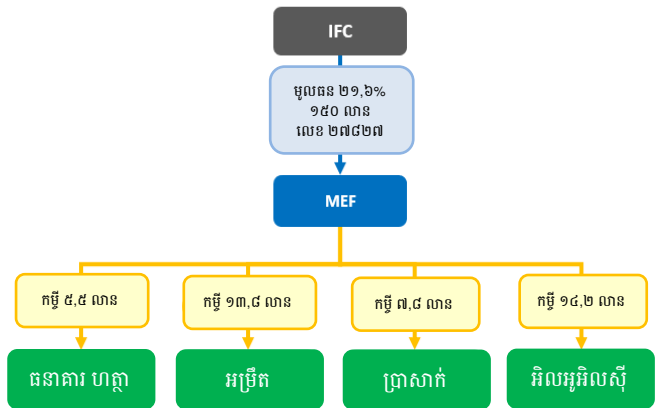 IFC
មូលធន ២១,៦%
១៥០ លាន
លេខ ២៧៨២៧
MEF
កម្ចី ៥,៥ លាន
កម្ចី ១៣,៨ លាន
កម្ចី ៧,៨ លាន
កម្ចី ១៤,២ លាន
ធនាគារ ហត្ថា
អម្រឹត
ប្រាសាក់
អិលអូអិលស៊ី